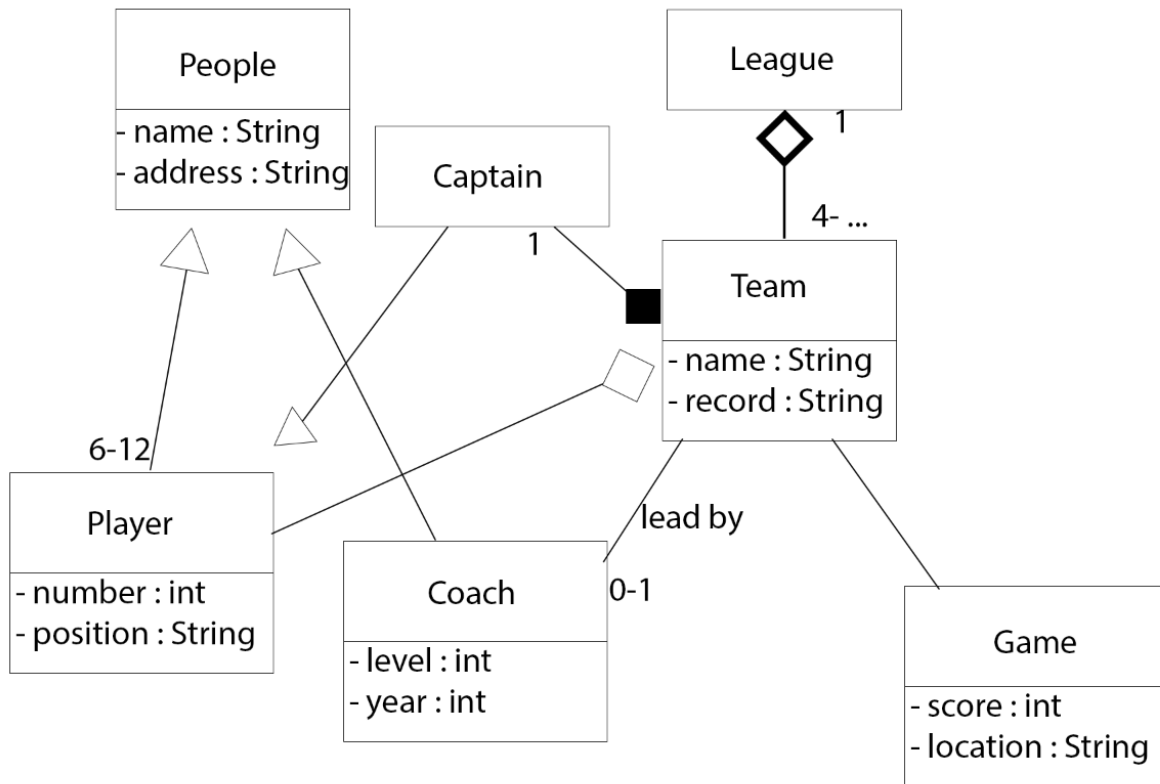 People
- name : String
- address : String
League
1
Captain
1
4- ...
Team
- name : String
- record : String
6-12
Player
- number : int
- position : String
lead by
0-1
Coach
- level : int
- year : int
Game
- score : int
- location : String